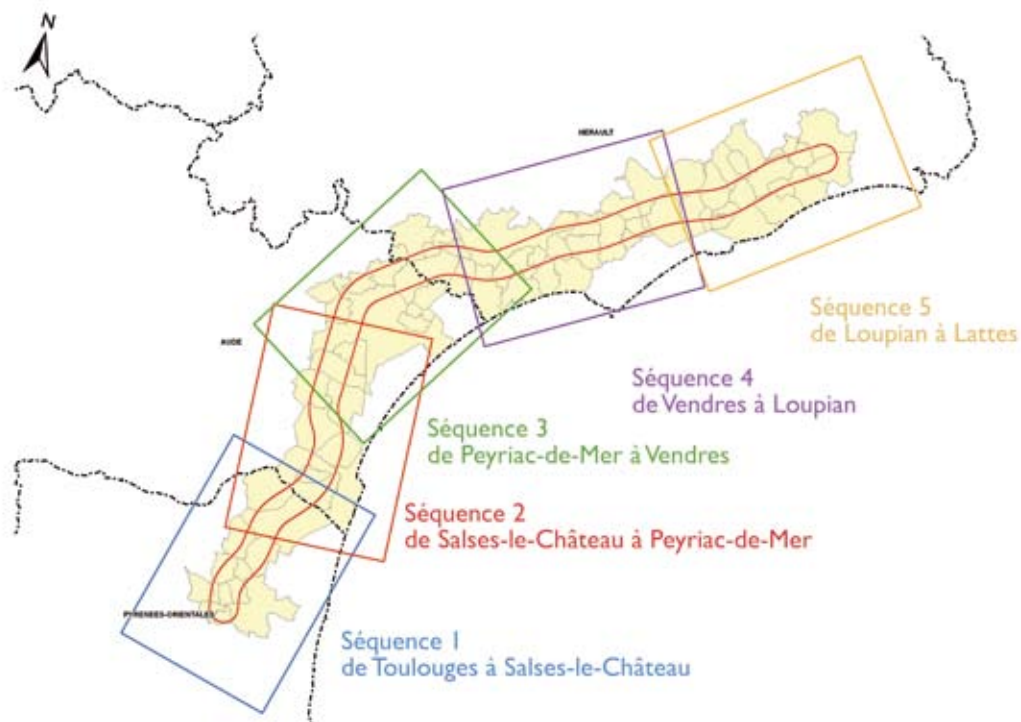 N
HERAULT
Séquence 5
de Loupian à Lattes
AUDE
Séquence 4
de Vendres à Loupian
Séquence 3
de Peyriac-de-Mer à Vendres
Séquence 2
de Salses-le-Château à Peyriac-de-Mer
PYRENEES-ORIENTALES
Séquence 1
de Toulouges à Salses-le-Château